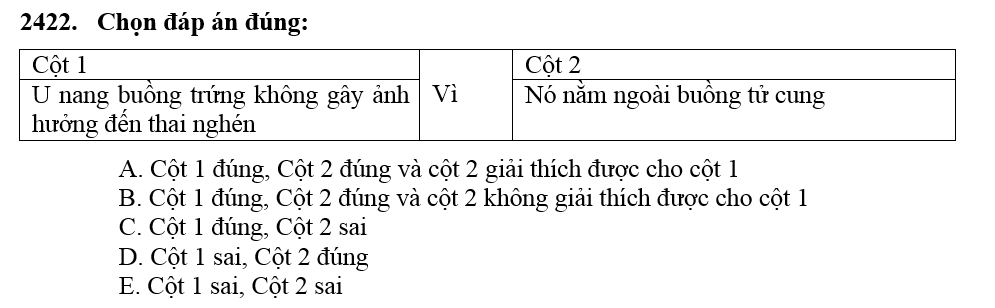 2422. Chọn đáp án đúng:
Cột 1
Cột 2
U nang buồng trứng không gây ảnh
hưởng đến thai nghén
Vì
Nó nằm ngoài buồng tử cung
A. Cột 1 đúng, Cột 2 đúng và cột 2 giải thích được cho cột 1
B. Cột 1 đúng, Cột 2 đúng và cột 2 không giải thích được cho cột 1
C. Cột 1 đúng, Cột 2 sai
D. Cột 1 sai, Cột 2 đúng
E. Cột 1 sai, Cột 2 sai